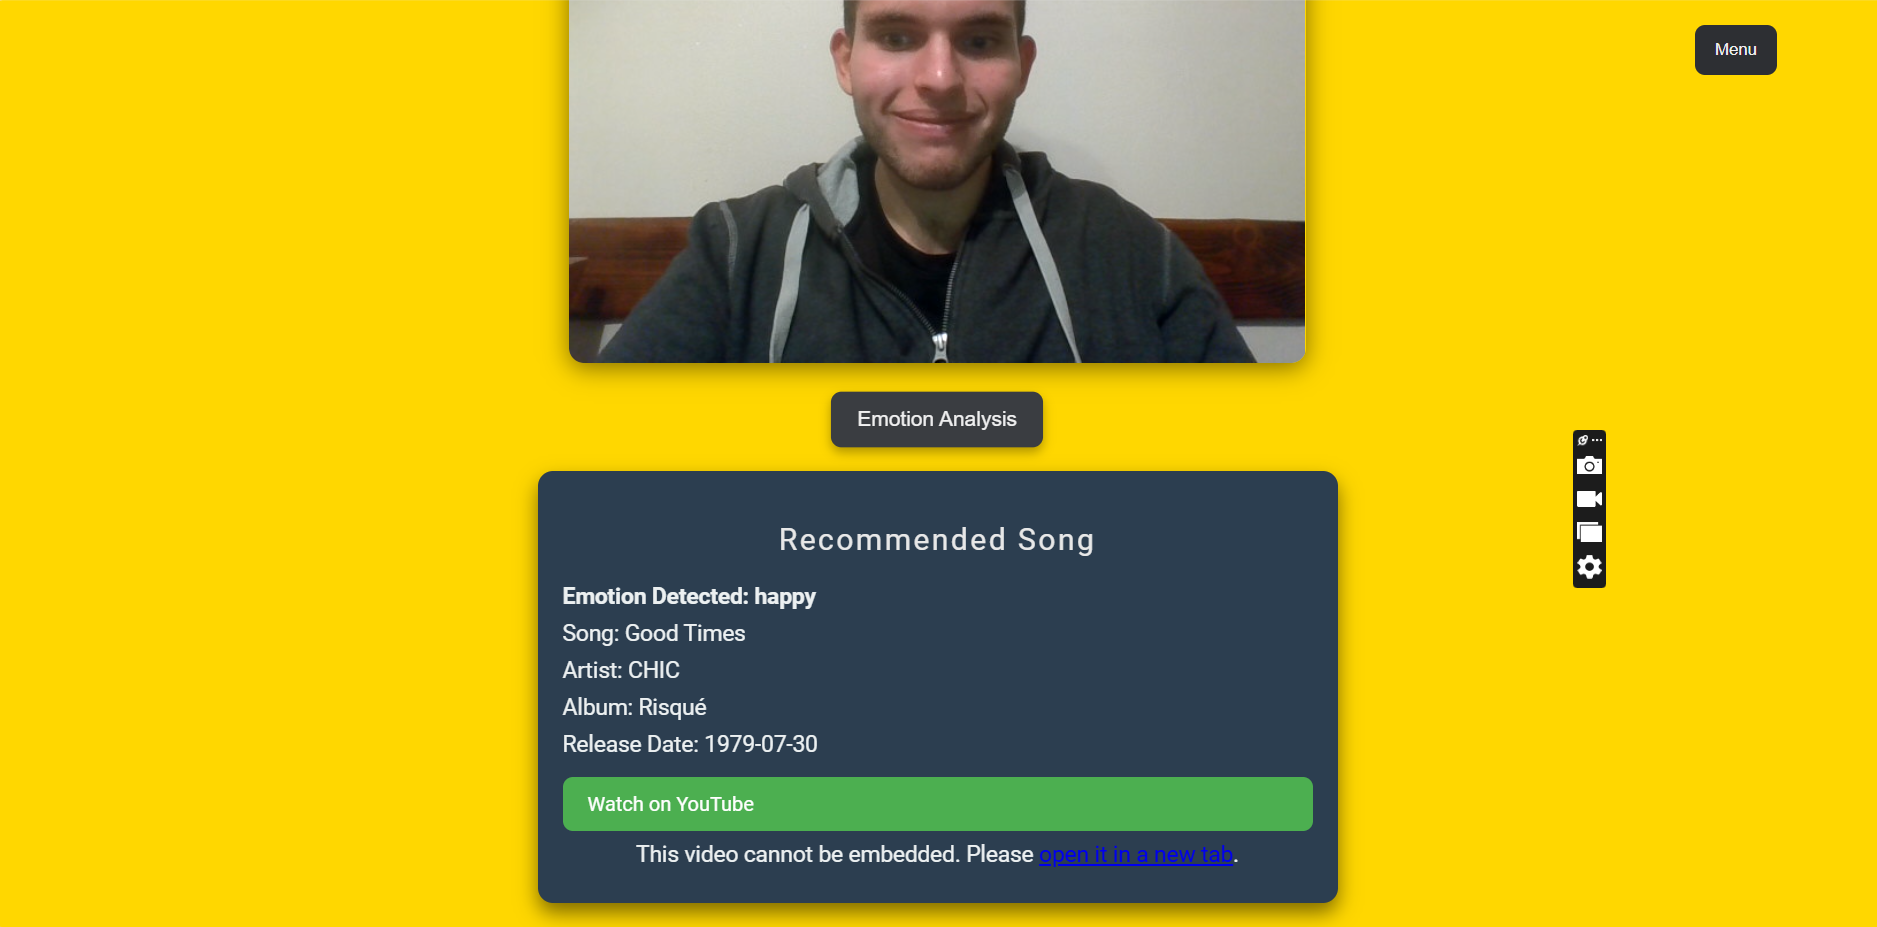 Menu
Emotion Analysis
Recommended Song
Emotion Detected: happy
Song: Good Times
Artist: CHIC
Album: Risqué
Release Date: 1979-07-30
Watch on YouTube
This video cannot be embedded. Please open it in a new tab.